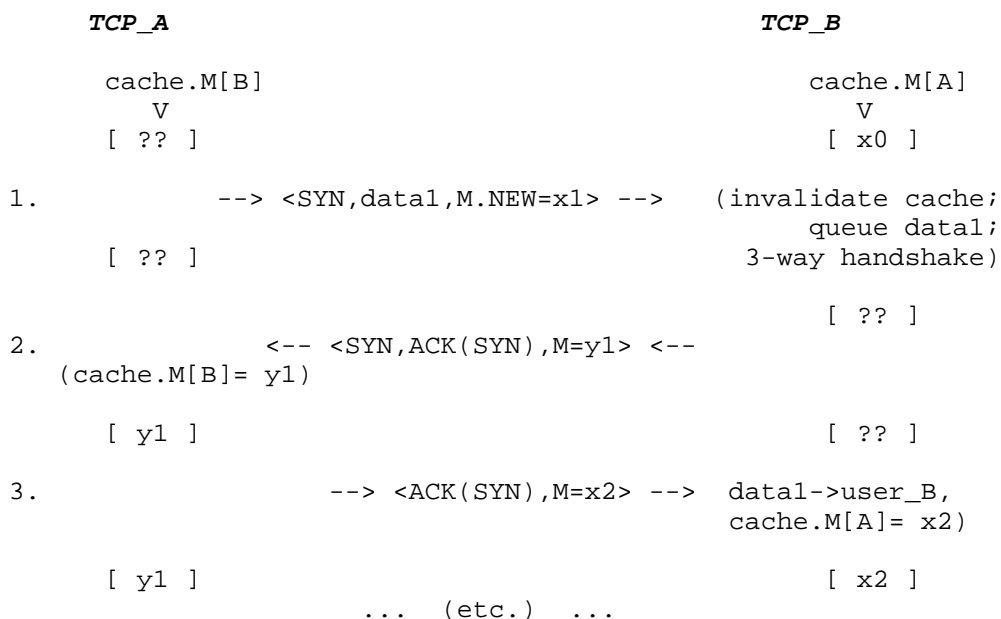 TCP_A TCP_B
cache.M[B] cache.M[A]
V V
[ ?? ] [ x0 ]
1. --> <SYN,data1,M.NEW=x1> --> (invalidate cache;
queue data1;
[ ?? ] 3-way handshake)
[ ?? ]
2. <-- <SYN,ACK(SYN),M=y1> <--
(cache.M[B]= y1)
[ y1 ] [ ?? ]
3. --> <ACK(SYN),M=x2> --> data1->user_B,
cache.M[A]= x2)
[ y1 ] [ x2 ]
... (etc.) ...